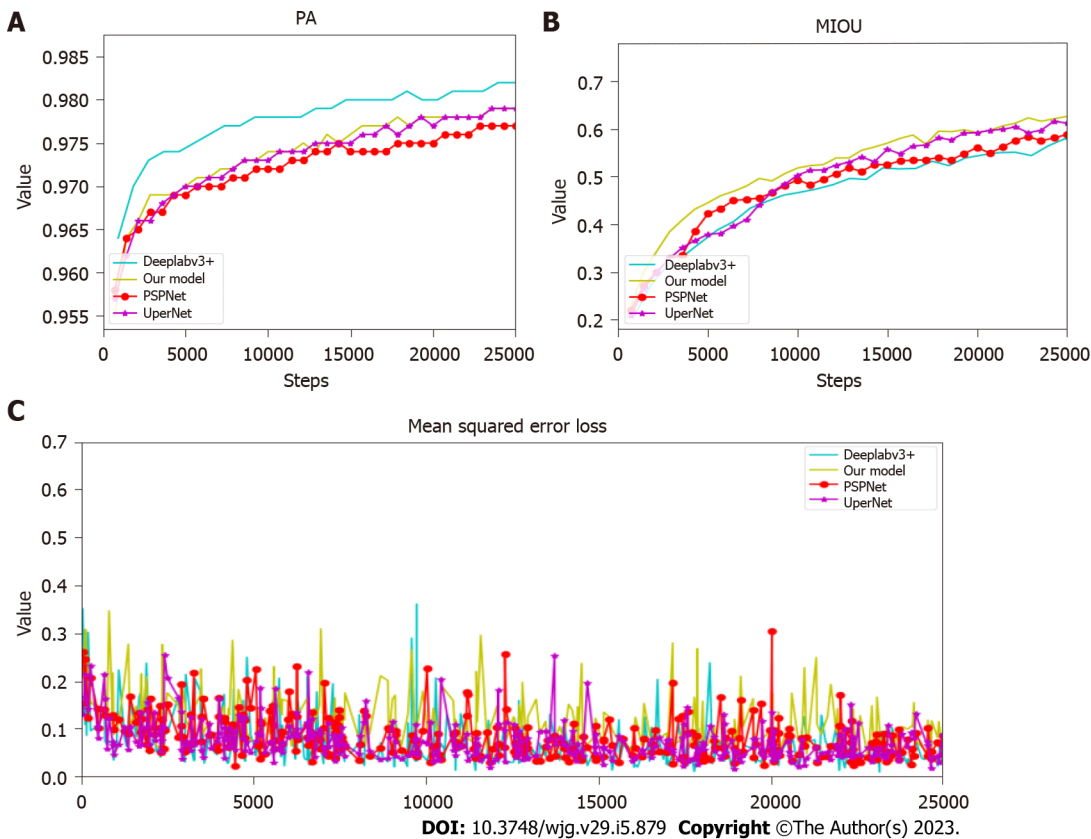 A
PA
0.985
0.980
0.975
0.970
0.965
0.960
0.955
Value
Deeplabv3+
Our model
PSPNet
UperNet
0 5000 10000 15000 20000 25000
Steps
B
MIOU
0.7
0.6
0.5
0.4
0.3
0.2
Value
Deeplabv3+
Our model
PSPNet
UperNet
0 5000 10000 15000 20000 25000
Steps
C
Mean squared error loss
0.7
0.6
0.5
0.4
0.3
0.2
0.1
0.0
Value
Deeplabv3+
Our model
PSPNet
UperNet
0 5000 10000 15000 20000 25000
DOI: 10.3748/wjg.v29.i5.879 Copyright ©The Author(s) 2023.